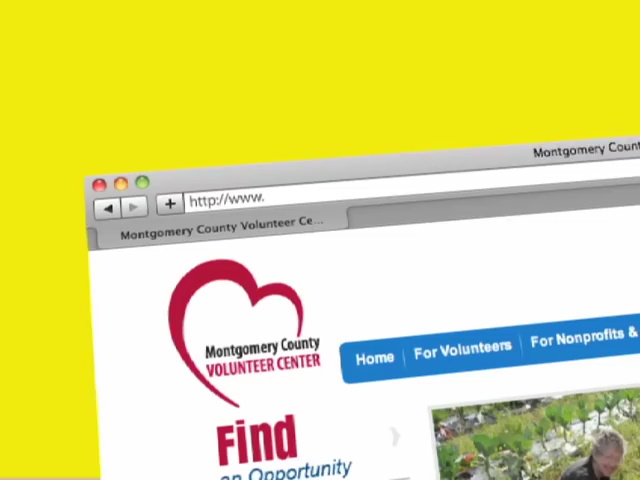 Montgomery Count
http://www.
Montgomery County Volunteer Ce...
Montgomery County
VOLUNTEER CENTER
Home
For Volunteers
For Nonprofits &
Find
an Opportunity